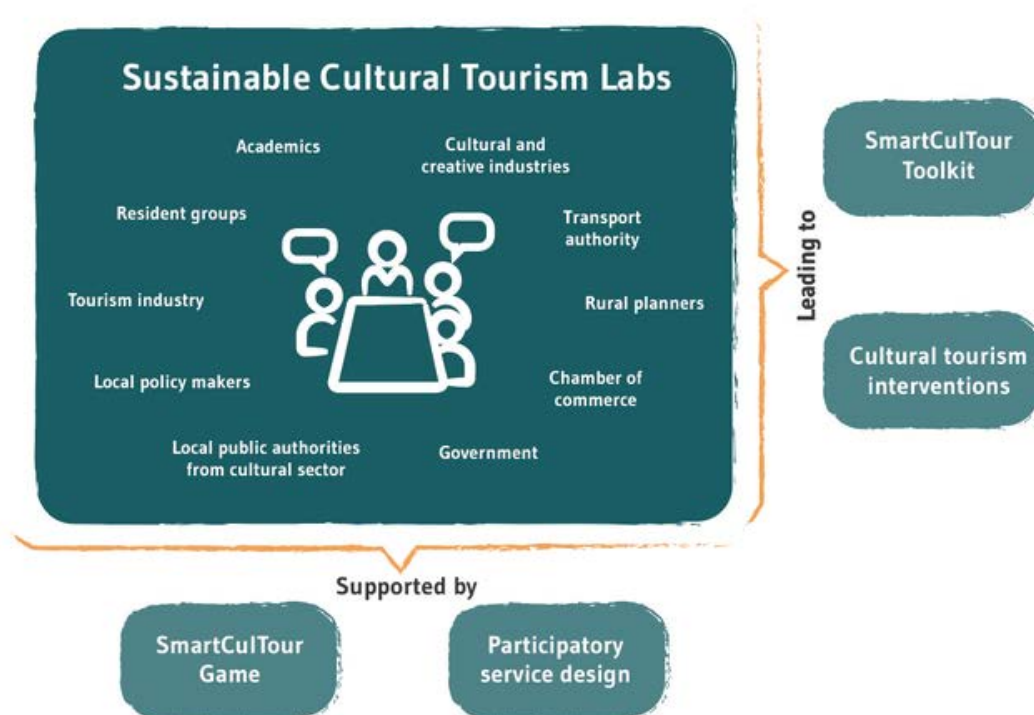 Sustainable Cultural Tourism Labs
Academics
Cultural and
creative industries
Resident groups
Transport
authority
Tourism industry
Rural planners
Local policy makers
Chamber of
commerce
Local public authorities
from cultural sector
Government
Leading to
SmartCulTour
Toolkit
Cultural tourism
interventions
Supported by
SmartCulTour
Game
Participatory
service design